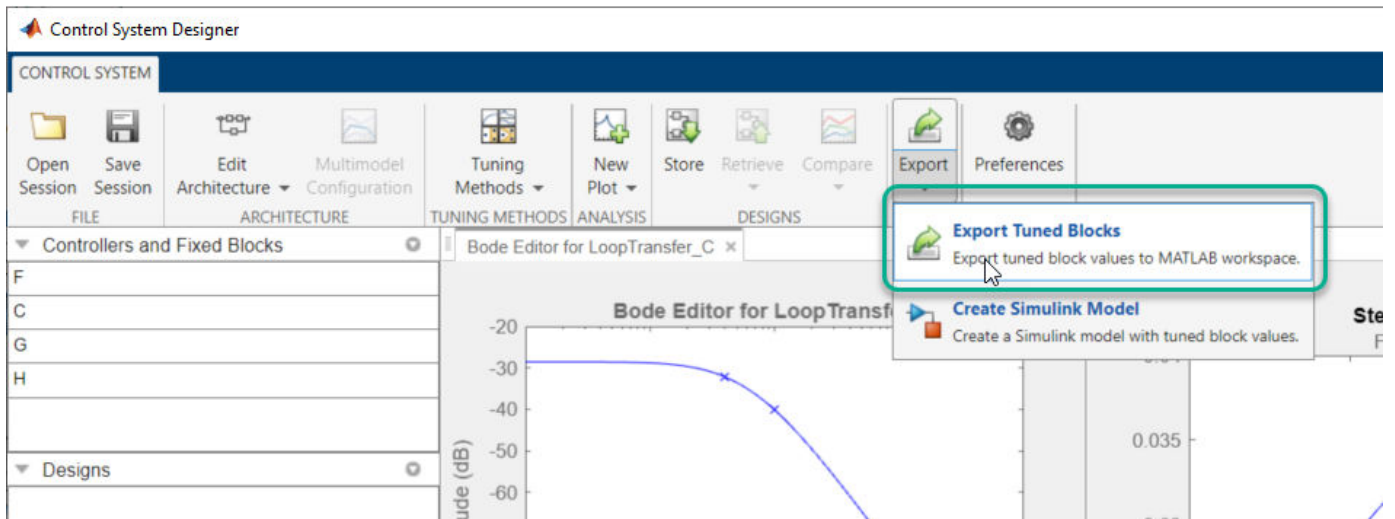 Control System Designer
CONTROL SYSTEM
Open Session
Save Session
Edit Architecture
Multimodel Configuration
Tuning Methods
New Plot
Store
Retrieve
Compare
Export
Preferences
FILE
ARCHITECTURE
TUNING METHODS
ANALYSIS
DESIGNS
Export Tuned Blocks
Export tuned block values to MATLAB workspace.
Create Simulink Model
Create a Simulink model with tuned block values.
Controllers and Fixed Blocks
F
C
G
H
Designs
Bode Editor for LoopTransfer_C
Bode Editor for LoopTransf
-20
-30
-40
-50
-60
(dB)
0.035